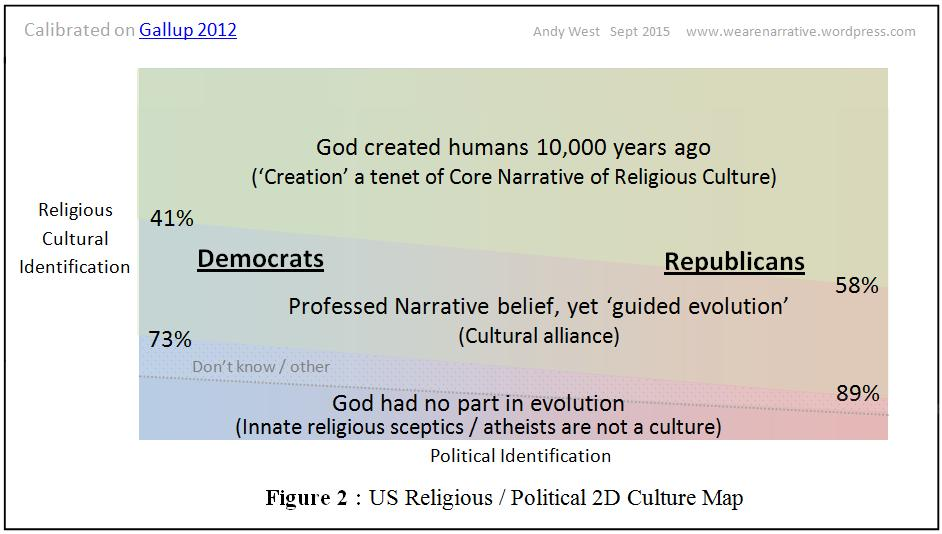 Calibrated on Gallup 2012
Andy West Sept 2015 www.wearenarrative.wordpress.com
God created humans 10,000 years ago
(‘Creation’ a tenet of Core Narrative of Religious Culture)
Religious
Cultural
Identification
41%
Democrats
Republicans
58%
Professed Narrative belief, yet ‘guided evolution’
(Cultural alliance)
73%
Don’t know / other
89%
God had no part in evolution
(Innate religious sceptics / atheists are not a culture)
Political Identification
Figure 2 : US Religious / Political 2D Culture Map